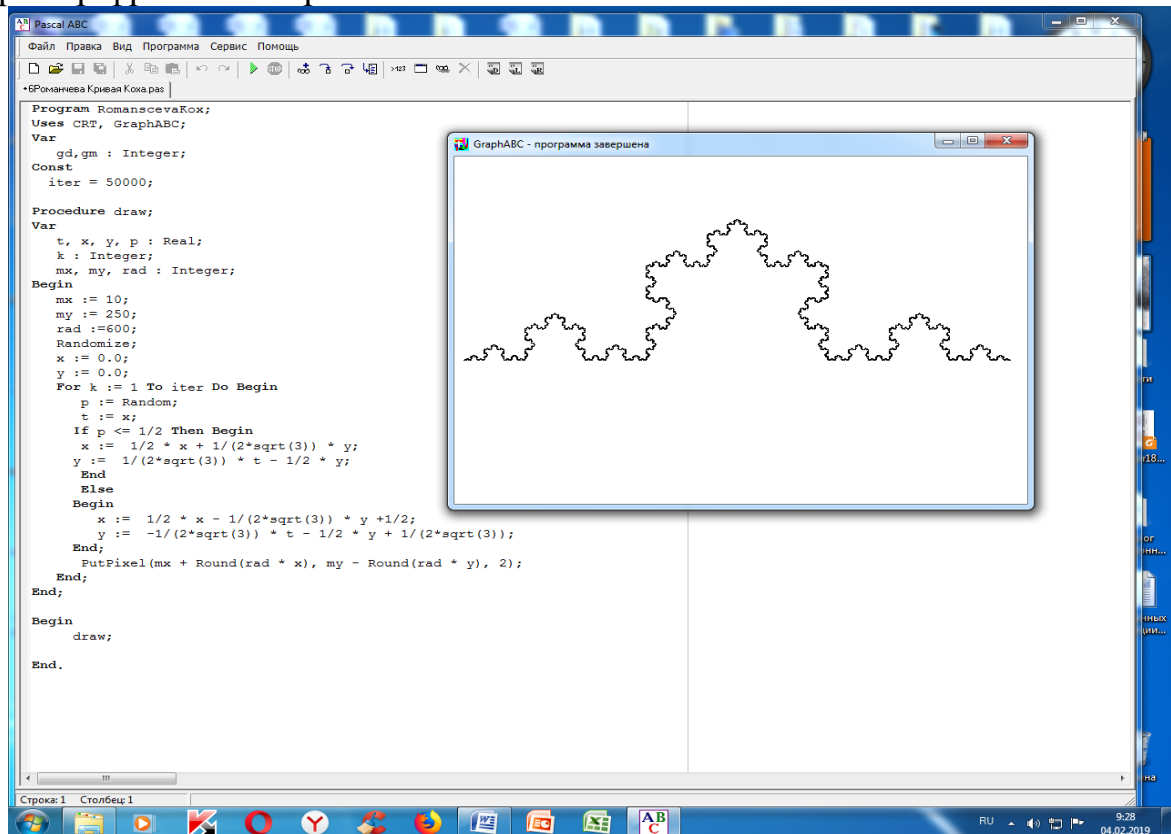 Pascal ABC
Файл Правка Вид Программа Сервис Помощь
•6Романчева Кривая Коха.pas
Program RomanscevaKox;
Uses CRT, GraphABC;
Var
gd,gm : Integer;
Const
iter = 50000;
Procedure draw;
Var
t, x, y, p : Real;
k : Integer;
mx, my, rad : Integer;
Begin
mx := 10;
my := 250;
rad :=600;
Randomize;
x := 0.0;
y := 0.0;
For k := 1 To iter Do Begin
p := Random;
t := x;
If p <= 1/2 Then Begin
x := 1/2 * x + 1/(2*sqrt(3)) * y;
y := 1/(2*sqrt(3)) * t - 1/2 * y;
End
Else
Begin
x := 1/2 * x - 1/(2*sqrt(3)) * y +1/2;
y := -1/(2*sqrt(3)) * t - 1/2 * y + 1/(2*sqrt(3));
End;
PutPixel(mx + Round(rad * x), my - Round(rad * y), 2);
End;
End;
Begin
draw;
End.
GraphABC - программа завершена
Строка: 1 Столбец: 1
RU
9:28
04.02.2019